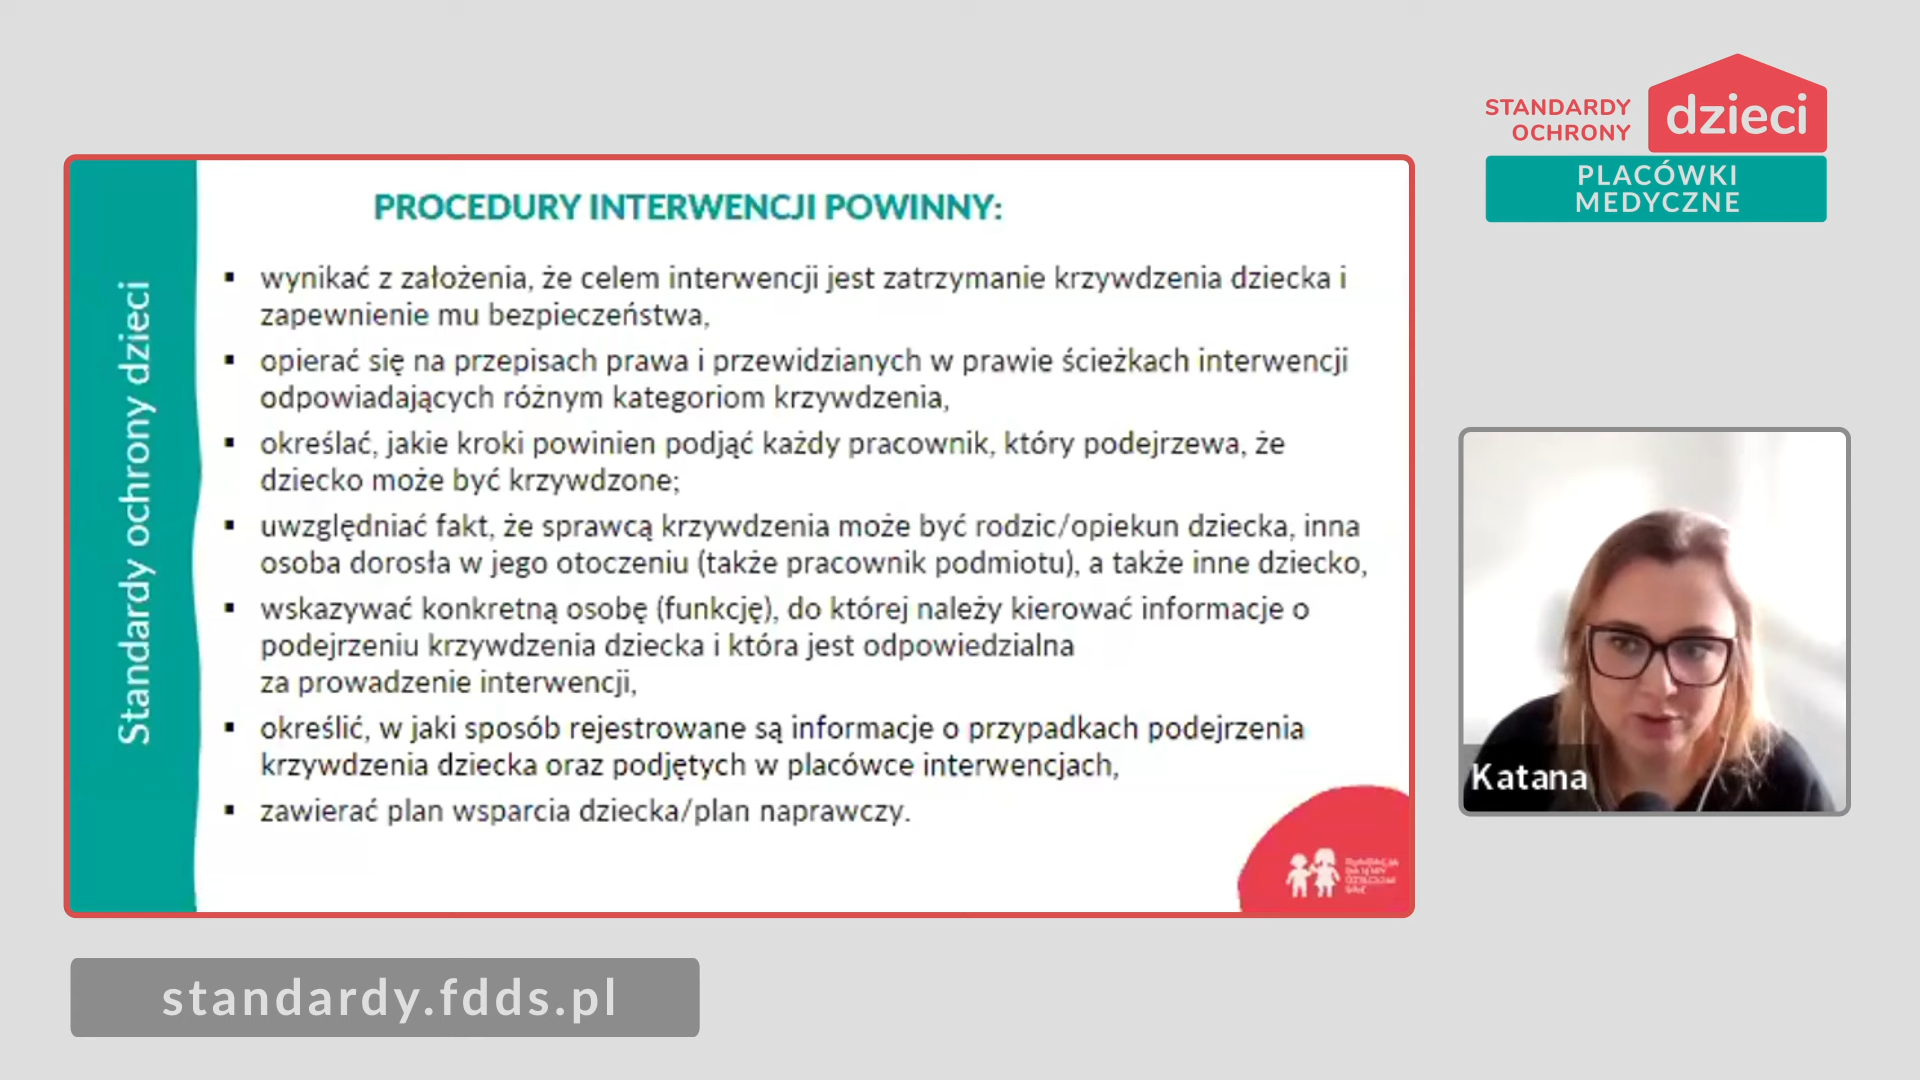 STANDARDY
OCHRONY
dzieci
PLACÓWKI
MEDYCZNE
Standardy ochrony dzieci
PROCEDURY INTERWENCJI POWINNY:
▪ wynikać z założenia, że celem interwencji jest zatrzymanie krzywdzenia dziecka i
zapewnienie mu bezpieczeństwa,
▪ opierać się na przepisach prawa i przewidzianych w prawie ścieżkach interwencji
odpowiadających różnym kategoriom krzywdzenia,
▪ określać, jakie kroki powinien podjąć każdy pracownik, który podejrzewa, że
dziecko może być krzywdzone;
▪ uwzględniać fakt, że sprawcą krzywdzenia może być rodzic/opiekun dziecka, inna
osoba dorosła w jego otoczeniu (także pracownik podmiotu), a także inne dziecko,
▪ wskazywać konkretną osobę (funkcję), do której należy kierować informacje o
podejrzeniu krzywdzenia dziecka i która jest odpowiedzialna
za prowadzenie interwencji,
▪ określić, w jaki sposób rejestrowane są informacje o przypadkach podejrzenia
krzywdzenia dziecka oraz podjętych w placówce interwencjach,
▪ zawierać plan wsparcia dziecka/plan naprawczy.
Katana
standardy.fdds.pl